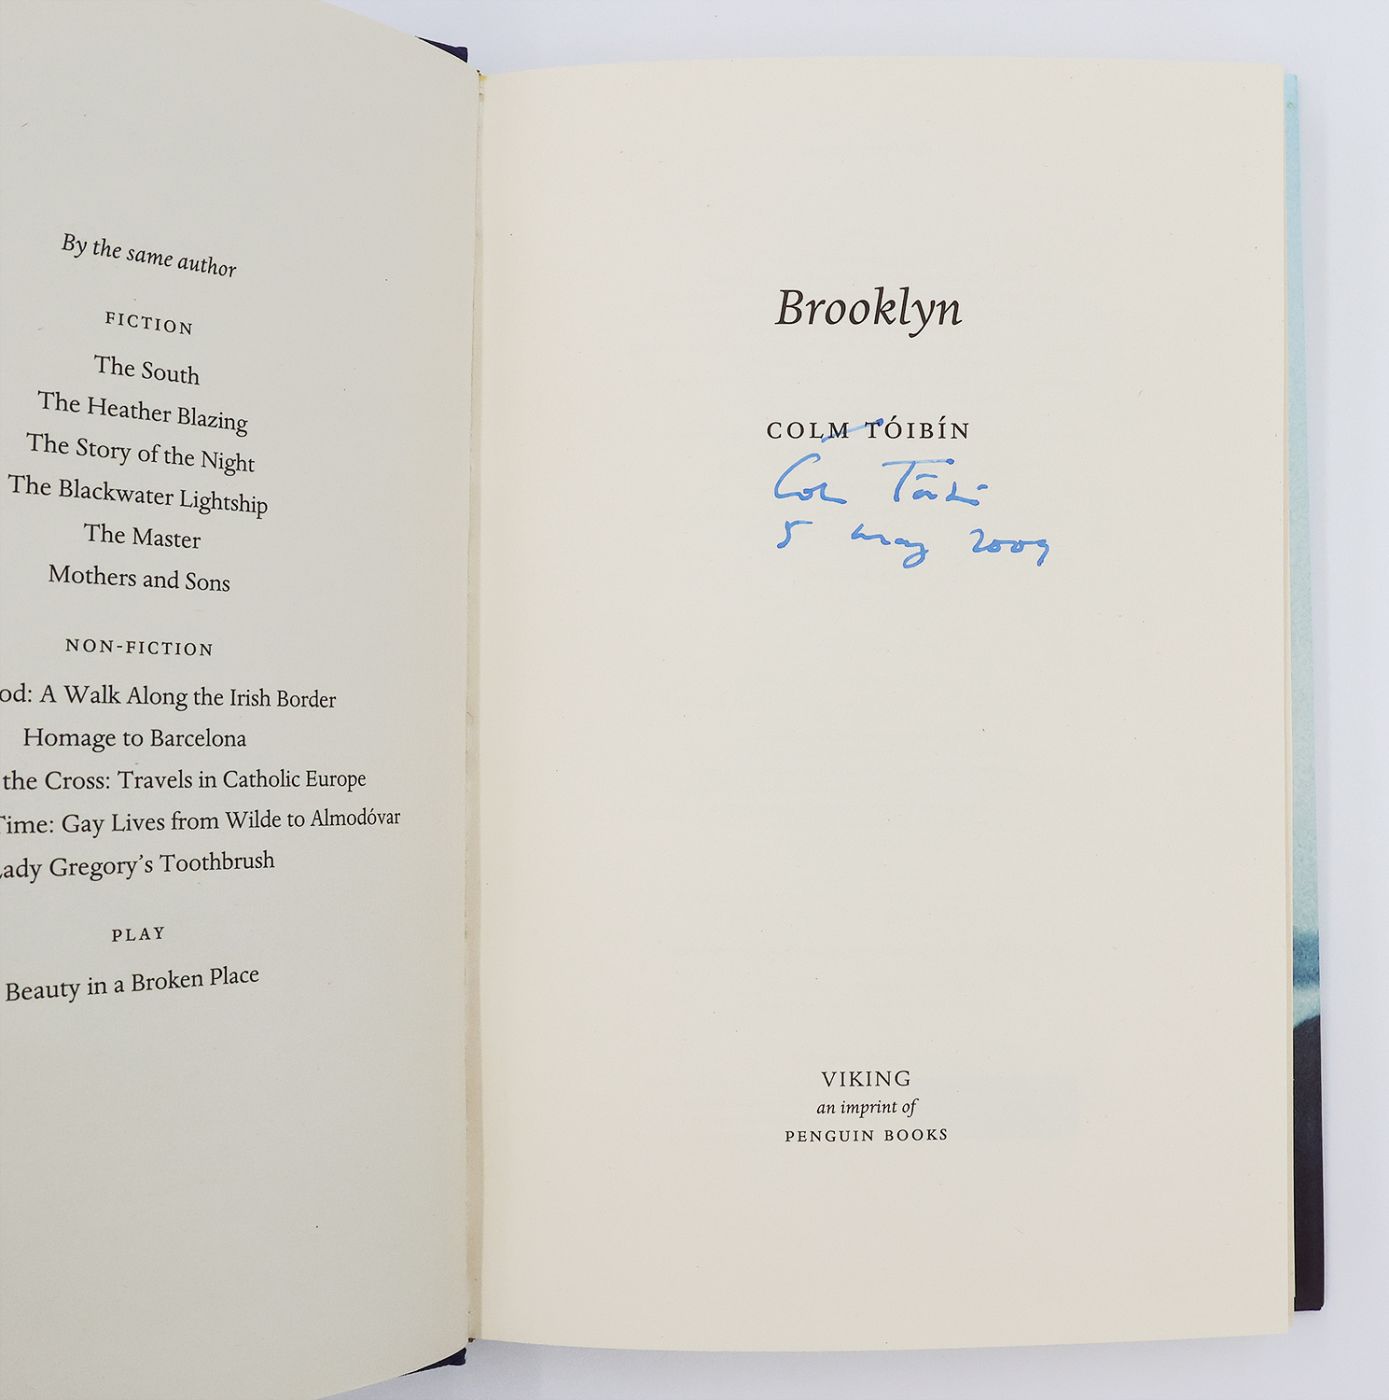 By the same author
FICTION
The South
The Heather Blazing
The Story of the Night
The Blackwater Lightship
The Master
Mothers and Sons
NON-FICTION
od: A Walk Along the Irish Border
Homage to Barcelona
the Cross: Travels in Catholic Europe
Time: Gay Lives from Wilde to Almodóvar
Lady Gregory's Toothbrush
PLAY
Beauty in a Broken Place
Brooklyn
COLM TÓIBÍN
Colm Tóibín
5 May 2009
VIKING
an imprint of
PENGUIN BOOKS